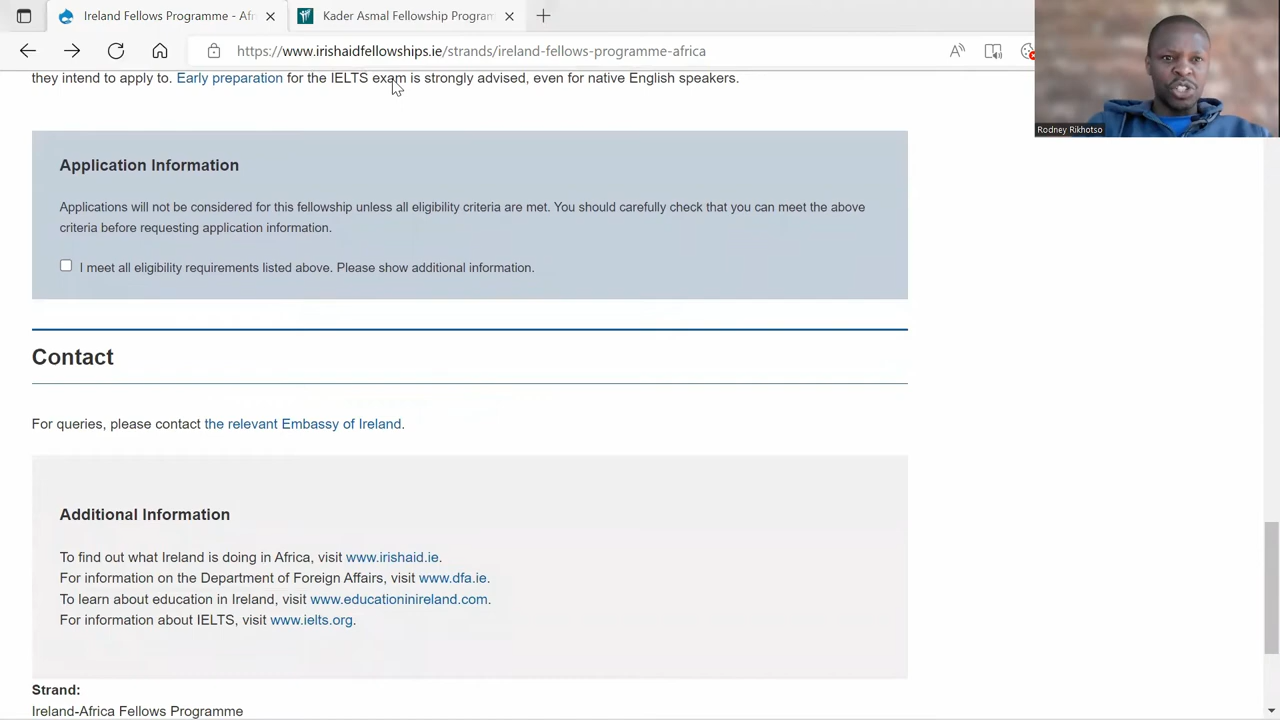 Ireland Fellows Programme - Afr
Kader Asmal Fellowship Program
https://www.irishaidfellowships.ie/strands/ireland-fellows-programme-africa
Rodney Rikhotso
they intend to apply to. Early preparation for the IELTS exam is strongly advised, even for native English speakers.
Application Information
Applications will not be considered for this fellowship unless all eligibility criteria are met. You should carefully check that you can meet the above
criteria before requesting application information.
I meet all eligibility requirements listed above. Please show additional information.
Contact
For queries, please contact the relevant Embassy of Ireland.
Additional Information
To find out what Ireland is doing in Africa, visit www.irishaid.ie.
For information on the Department of Foreign Affairs, visit www.dfa.ie.
To learn about education in Ireland, visit www.educationinireland.com.
For information about IELTS, visit www.ielts.org.
Strand:
Ireland-Africa Fellows Programme